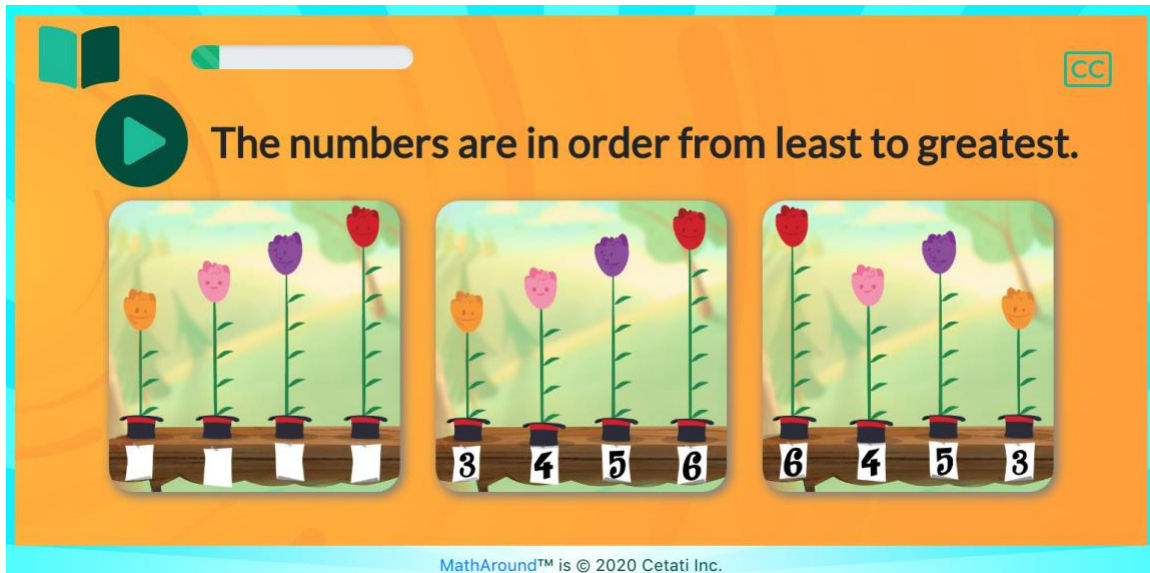 CC
The numbers are in order from least to greatest.
3 4 5 6
6 4 5 3
MathAround™ is © 2020 Cetati Inc.